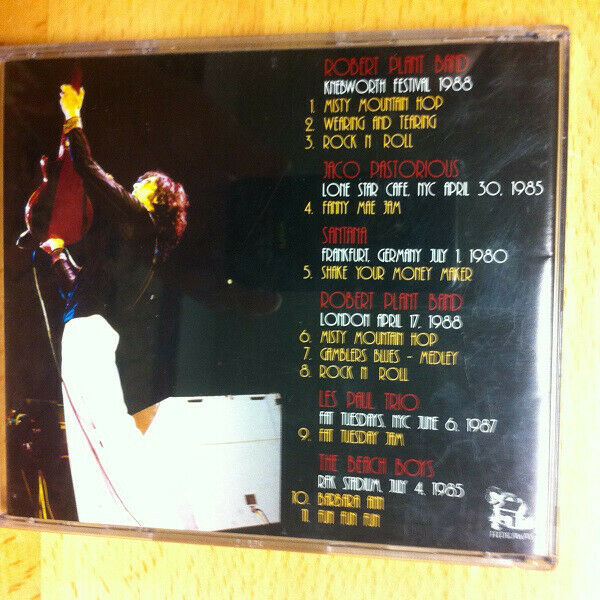 ROBERT PLANT BAND
KNEBWORTH FESTIVAL 1988
1. MISTY MOUNTAIN HOP
2. WEARING AND TEARING
3. ROCK N ROLL
JACO PASTORIOUS
LONE STAR CAFE, NYC APRIL 30, 1985
4. FANNY MAE JAM
SANTANA
FRANKFURT, GERMANY JULY 1, 1980
5. SHAKE YOUR MONEY MAKER
ROBERT PLANT BAND
LONDON APRIL 17, 1988
6. MISTY MOUNTAIN HOP
7. GAMBLERS BLUES - MEDLEY
8. ROCK N ROLL
LES PAUL TRIO
FAT TUESDAYS, NYC JUNE 6, 1987
9. FAT TUESDAY JAM
THE BEACH BOYS
RFK STADIUM, JULY 4, 1985
10. BARBARA ANN
11. FUN FUN FUN